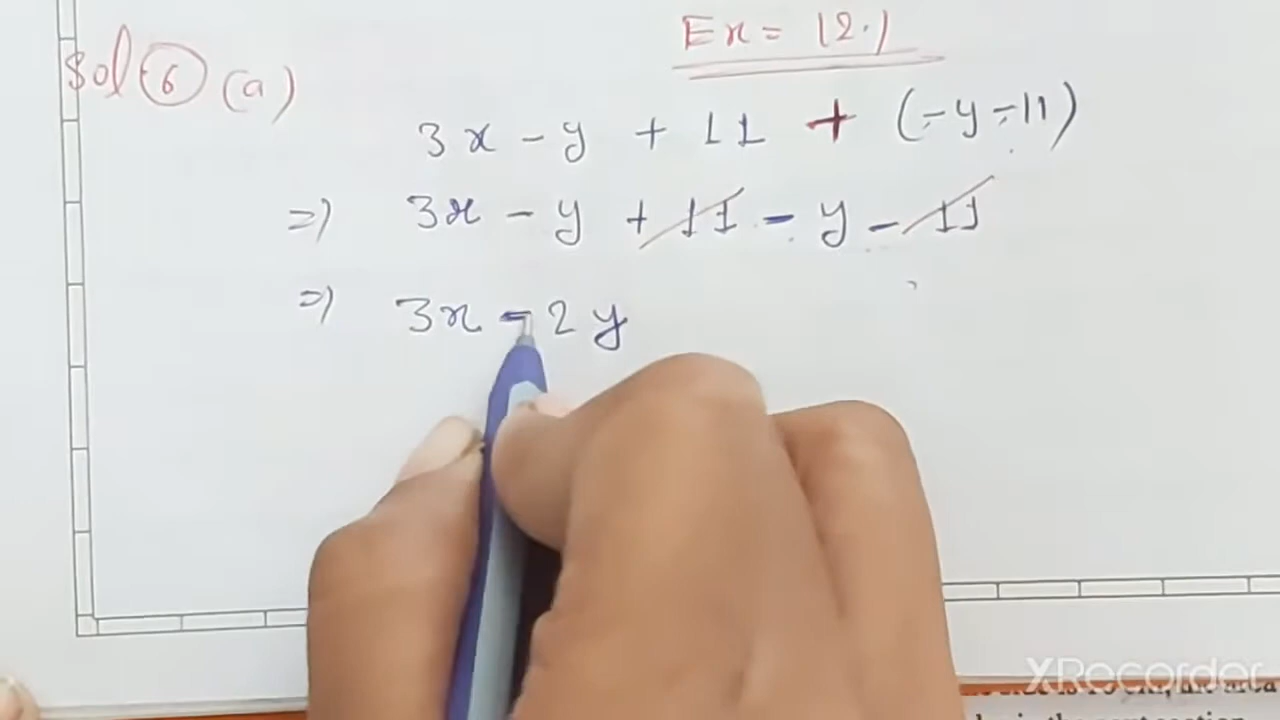 Ex = 12.1
Sol 6 (a)
3x - y + 11 + (-y - 11)
=) 3x - y + 11 - y - 11
=) 3x - 2y
XRecorder